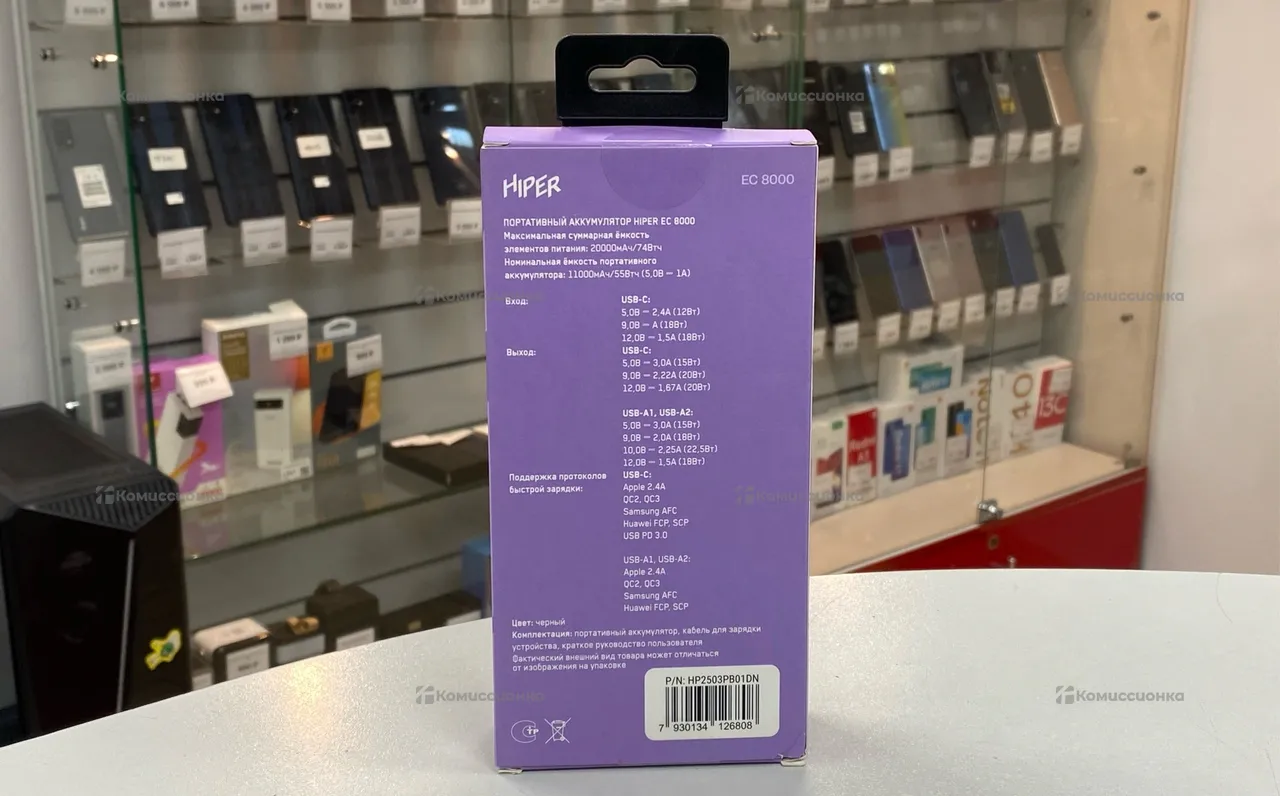 HIPER
EC 8000
ПОРТАТИВНЫЙ АККУМУЛЯТОР HIPER EC 8000
Максимальная суммарная ёмкость
элементов питания: 20000мАч/74Втч
Номинальная ёмкость портативного
аккумулятора: 11000мАч/55Втч (5,0В — 1А)
Вход:
USB-C:
5,0В — 2,4А (12Вт)
9,0В — А (18Вт)
12,0В — 1,5А (18Вт)
Выход:
USB-C:
5,0В — 3,0А (15Вт)
9,0В — 2,22А (20Вт)
12,0В — 1,67А (20Вт)
USB-A1, USB-A2:
5,0В — 3,0А (15Вт)
9,0В — 2,0А (18Вт)
10,0В — 2,25А (22,5Вт)
12,0В — 1,5А (18Вт)
Поддержка протоколов
быстрой зарядки:
USB-C:
Apple 2.4A
QC2, QC3
Samsung AFC
Huawei FCP, SCP
USB PD 3.0
USB-A1, USB-A2:
Apple 2.4A
QC2, QC3
Samsung AFC
Huawei FCP, SCP
Цвет: черный
Комплектация: портативный аккумулятор, кабель для зарядки
устройства, краткое руководство пользователя
Фактический внешний вид товара может отличаться
от изображения на упаковке
P/N: HP2503PB01DN
7 930134 126808
СТР
Комиссионка
Комиссионка
Комиссионка
Комиссионка
Комиссионка
Комиссионка
Комиссионка
Комиссионка
13C